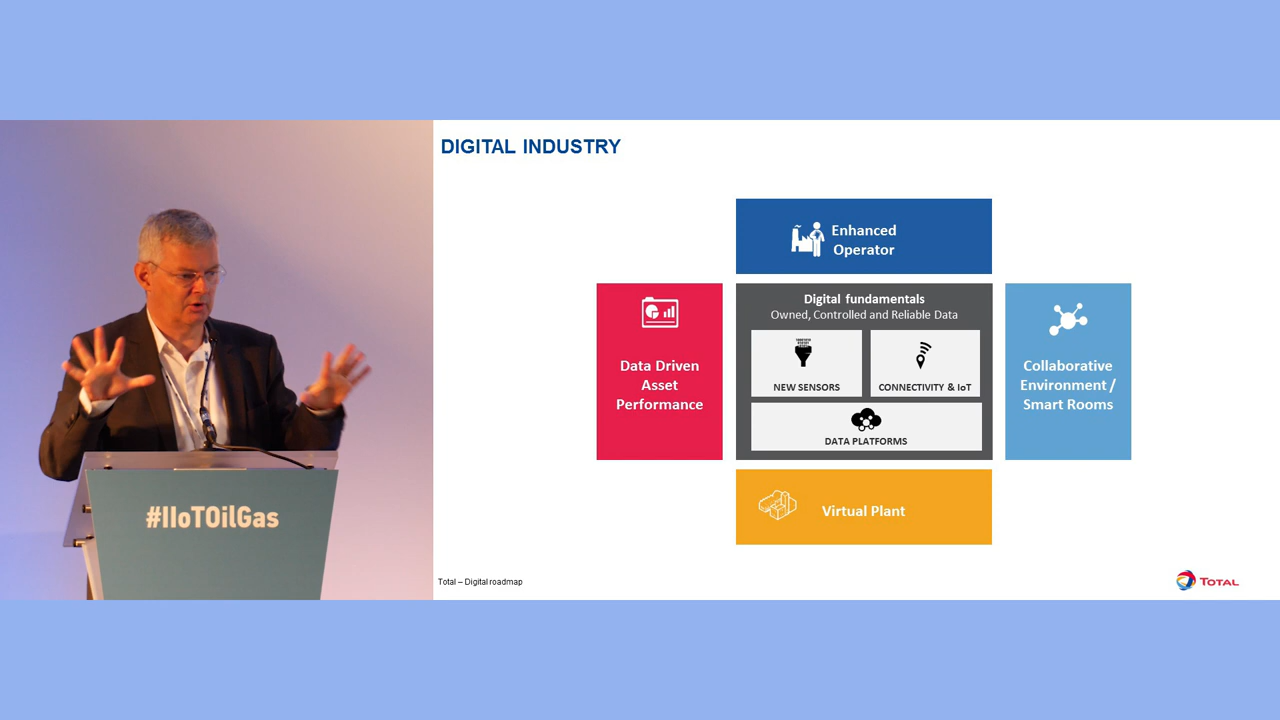 DIGITAL INDUSTRY
Enhanced
Operator
Data Driven
Asset
Performance
Digital fundamentals
Owned, Controlled and Reliable Data
NEW SENSORS
CONNECTIVITY & IoT
DATA PLATFORMS
Collaborative
Environment /
Smart Rooms
Virtual Plant
#IIoTOilGas
Total – Digital roadmap
TOTAL